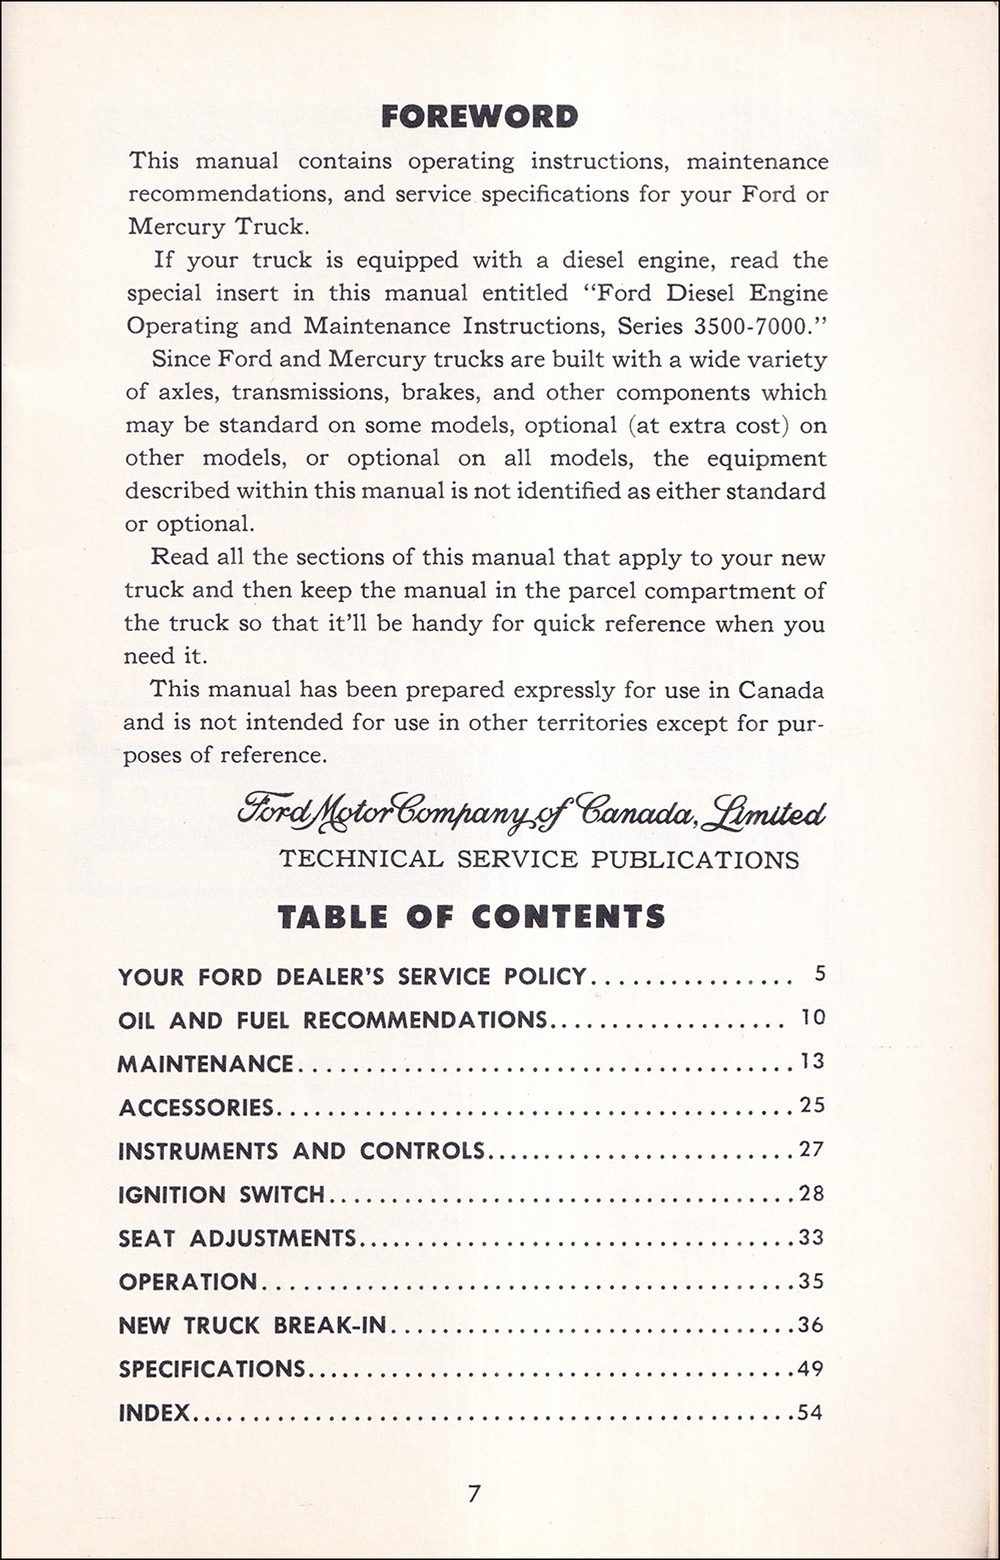 FOREWORD
This manual contains operating instructions, maintenance
recommendations, and service specifications for your Ford or
Mercury Truck.
If your truck is equipped with a diesel engine, read the
special insert in this manual entitled “Ford Diesel Engine
Operating and Maintenance Instructions, Series 3500-7000.”
Since Ford and Mercury trucks are built with a wide variety
of axles, transmissions, brakes, and other components which
may be standard on some models, optional (at extra cost) on
other models, or optional on all models, the equipment
described within this manual is not identified as either standard
or optional.
Read all the sections of this manual that apply to your new
truck and then keep the manual in the parcel compartment of
the truck so that it’ll be handy for quick reference when you
need it.
This manual has been prepared expressly for use in Canada
and is not intended for use in other territories except for pur-
poses of reference.
Ford Motor Company of Canada, Limited
TECHNICAL SERVICE PUBLICATIONS
TABLE OF CONTENTS
YOUR FORD DEALER’S SERVICE POLICY................ 5
OIL AND FUEL RECOMMENDATIONS................... 10
MAINTENANCE.......................................13
ACCESSORIES.........................................25
INSTRUMENTS AND CONTROLS.........................27
IGNITION SWITCH.....................................28
SEAT ADJUSTMENTS...................................33
OPERATION..........................................35
NEW TRUCK BREAK-IN................................36
SPECIFICATIONS.......................................49
INDEX................................................54
7